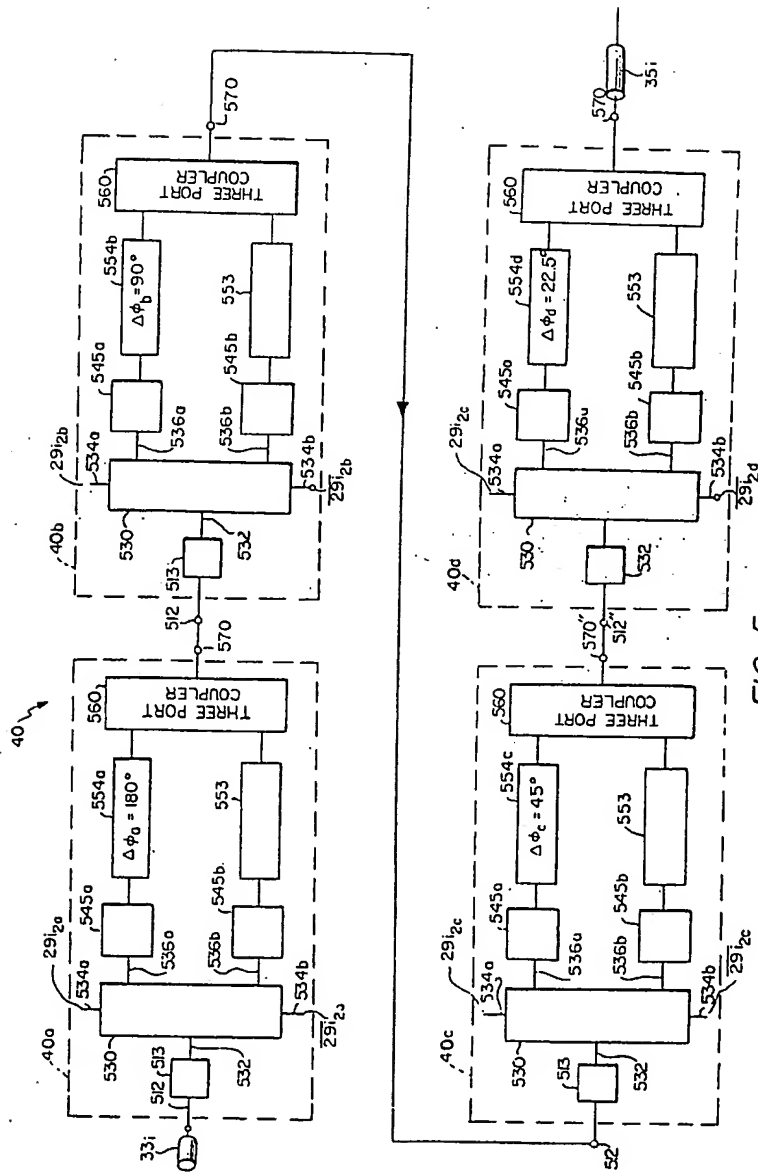 40
40a
33i
512
513
532
530
29i2a
534a
534b
29i2a
536a
536b
545a
545b
554a
Δϕa = 180°
553
560
THREE PORT
COUPLER
570
512
40b
513
532
530
29i2b
534a
534b
29i2b
536a
536b
545a
545b
554b
Δϕb = 90°
553
560
THREE PORT
COUPLER
570
40c
512
513
532
530
29i2c
534a
534b
29i2c
536a
536b
545a
545b
554c
Δϕc = 45°
553
560
THREE PORT
COUPLER
570"
512"
40d
532
530
29i2c
534a
534b
29i2d
536a
536b
545a
545b
554d
Δϕd = 22.5°
553
560
THREE PORT
COUPLER
570
35i